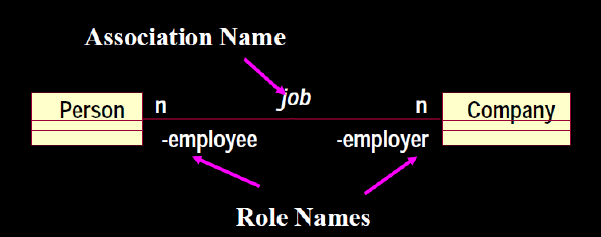 Association Name
Person n job n Company
-employee -employer
Role Names